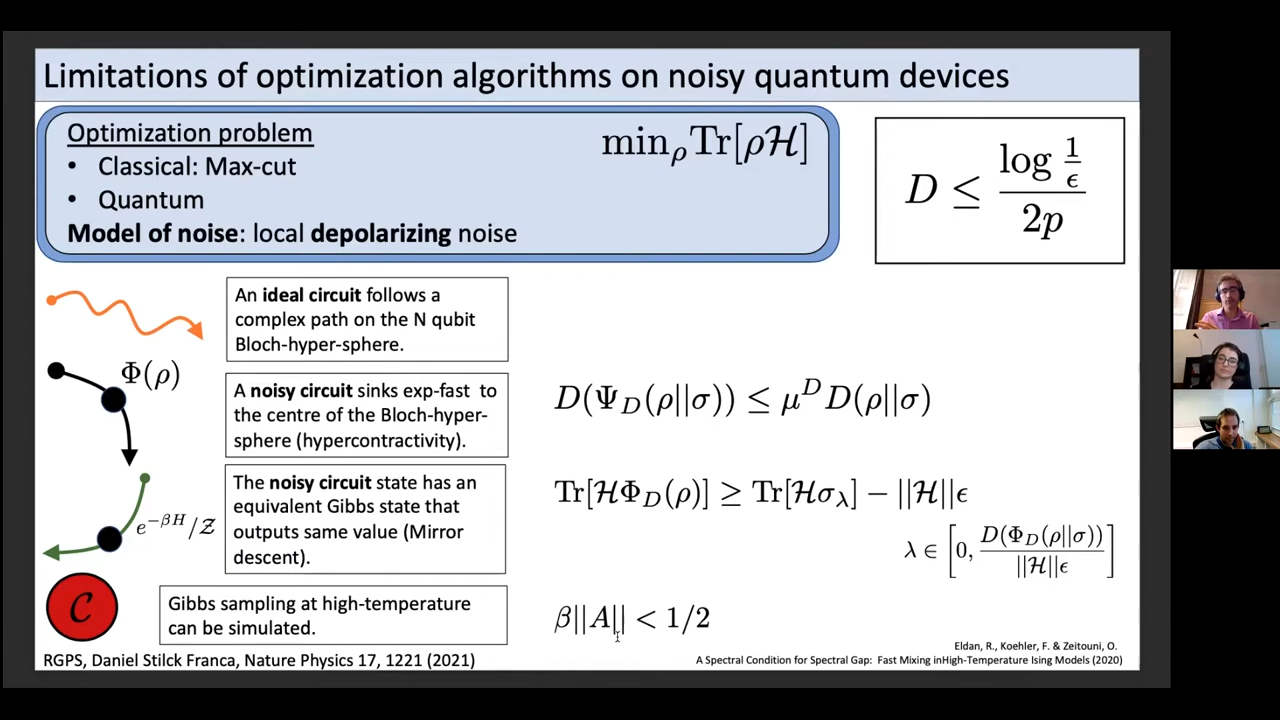 Limitations of optimization algorithms on noisy quantum devices
Optimization problem
• Classical: Max-cut
• Quantum
Model of noise: local depolarizing noise
min_ρ Tr[ρℋ]
D ≤ log 1/ϵ / 2p
An ideal circuit follows a
complex path on the N qubit
Bloch-hyper-sphere.
Φ(ρ)
A noisy circuit sinks exp-fast to
the centre of the Bloch-hyper-
sphere (hypercontractivity).
D(Ψ_D(ρ||σ)) ≤ μ^D D(ρ||σ)
e^{-βH}/𝒵
The noisy circuit state has an
equivalent Gibbs state that
outputs same value (Mirror
descent).
Tr[ℋΦ_D(ρ)] ≥ Tr[ℋσ_λ] − ||ℋ||ϵ
λ ∈ [0, D(Φ_D(ρ||σ)) / ||ℋ||ϵ]
𝒞
Gibbs sampling at high-temperature
can be simulated.
β||A|| < 1/2
RGPS, Daniel Stilck Franca, Nature Physics 17, 1221 (2021)
Eldan, R., Koehler, F. & Zeitouni, O.
A Spectral Condition for Spectral Gap: Fast Mixing inHigh-Temperature Ising Models (2020)